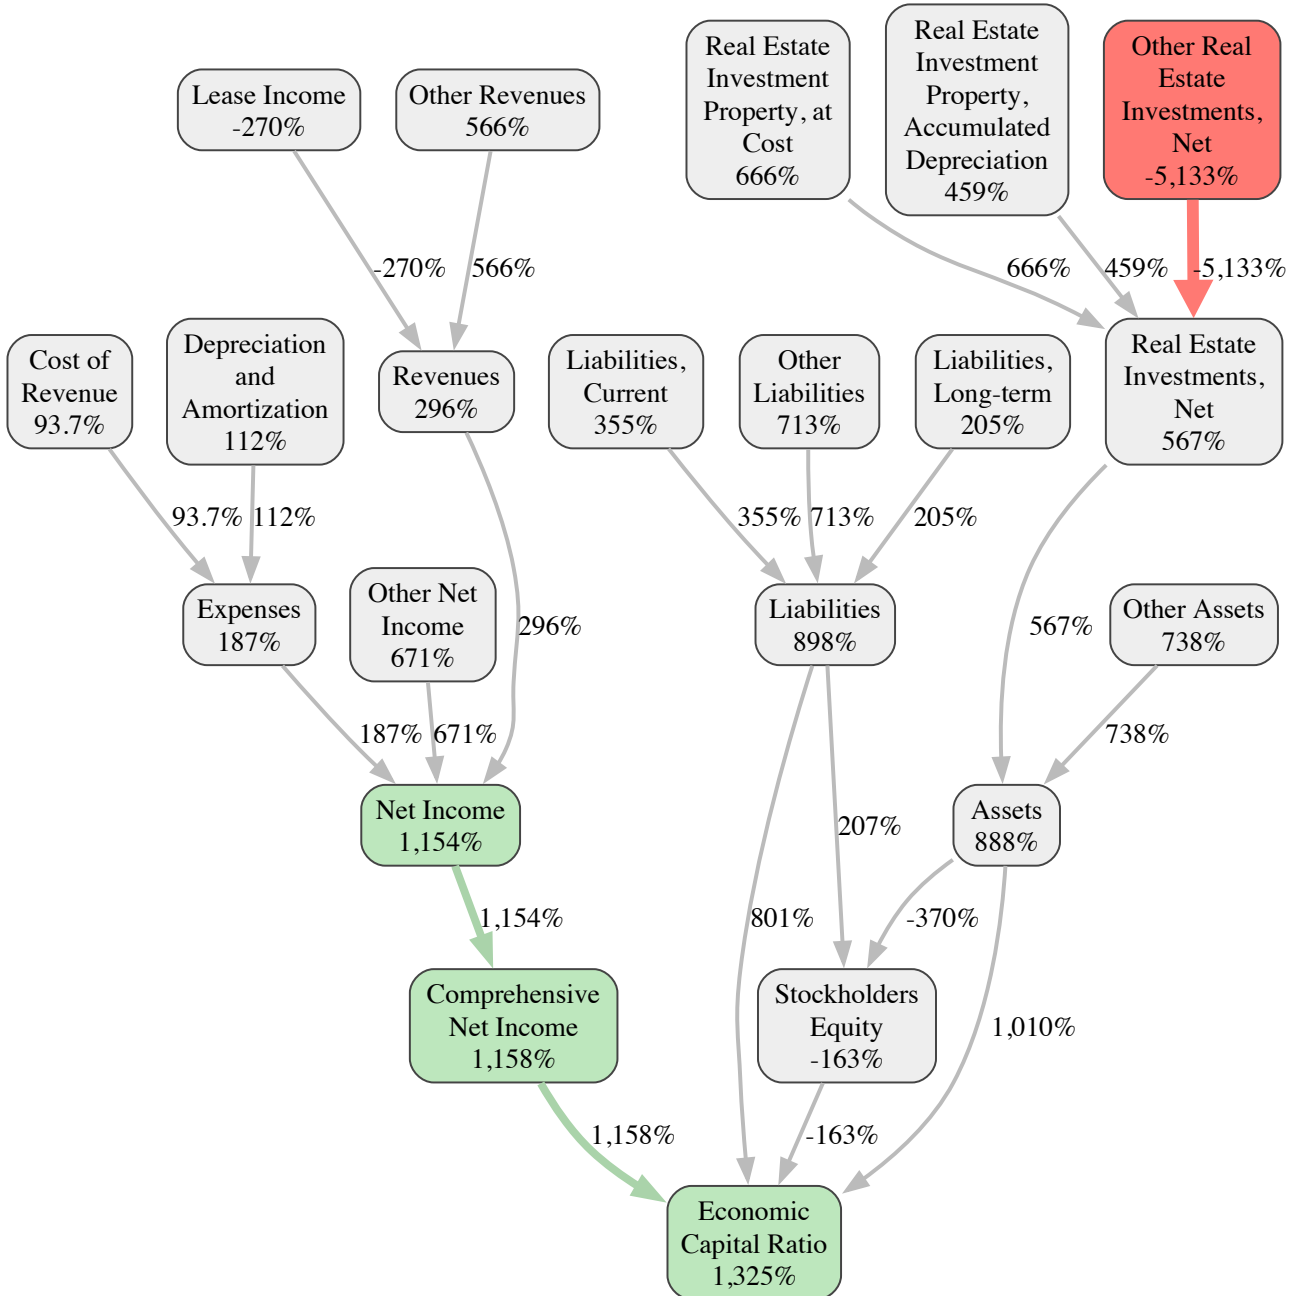 Real Estate
Investment
Property, at
Cost
666%
Real Estate
Investment
Property,
Accumulated
Depreciation
459%
Other Real
Estate
Investments,
Net
-5,133%
Lease Income
-270%
Other Revenues
566%
-270%
566%
666%
459%
-5,133%
Cost of
Revenue
93.7%
Depreciation
and
Amortization
112%
Revenues
296%
Liabilities,
Current
355%
Other
Liabilities
713%
Liabilities,
Long-term
205%
Real Estate
Investments,
Net
567%
93.7%
112%
355%
713%
205%
Expenses
187%
Other Net
Income
671%
296%
Liabilities
898%
567%
Other Assets
738%
187%
671%
738%
Net Income
1,154%
207%
Assets
888%
1,154%
801%
-370%
Comprehensive
Net Income
1,158%
Stockholders
Equity
-163%
1,010%
1,158%
-163%
Economic
Capital Ratio
1,325%